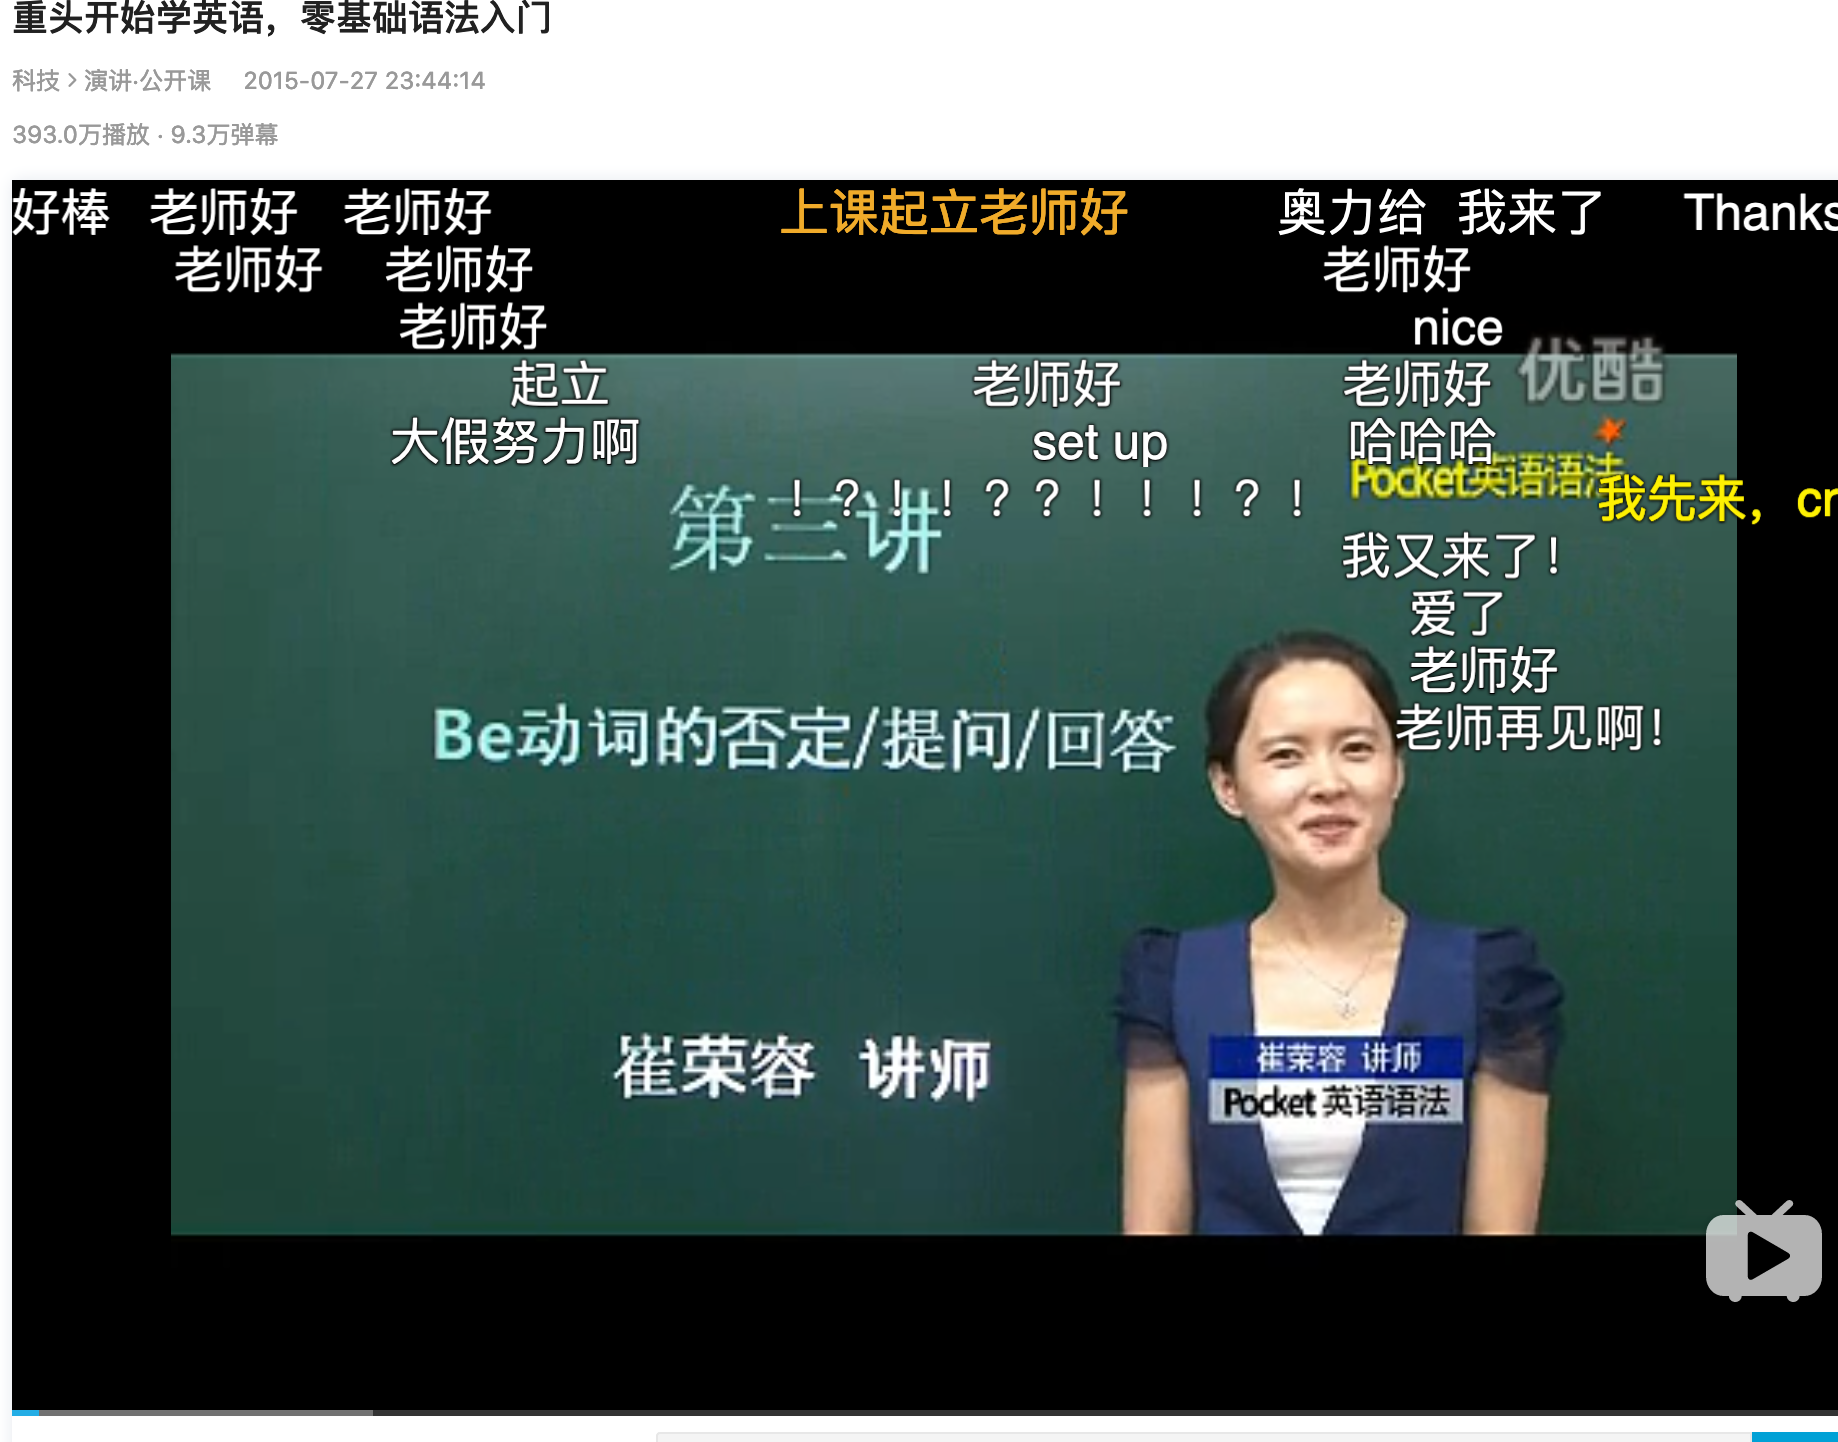 重头开始学英语，零基础语法入门
科技 > 演讲·公开课 2015-07-27 23:44:14
393.0万播放 · 9.3万弹幕
好棒 老师好 老师好 上课起立老师好 奥力给 我来了 Thanks
老师好 老师好 老师好
老师好 nice
优酷
起立 老师好 老师好
大假努力啊 set up 哈哈哈
Pocket英语语法
！？！！？？！！！？！ 我先来，cr
第三讲
我又来了！
爱了
老师好
老师再见啊！
Be动词的否定/提问/回答
崔荣容 讲师
崔荣容 讲师
Pocket 英语语法